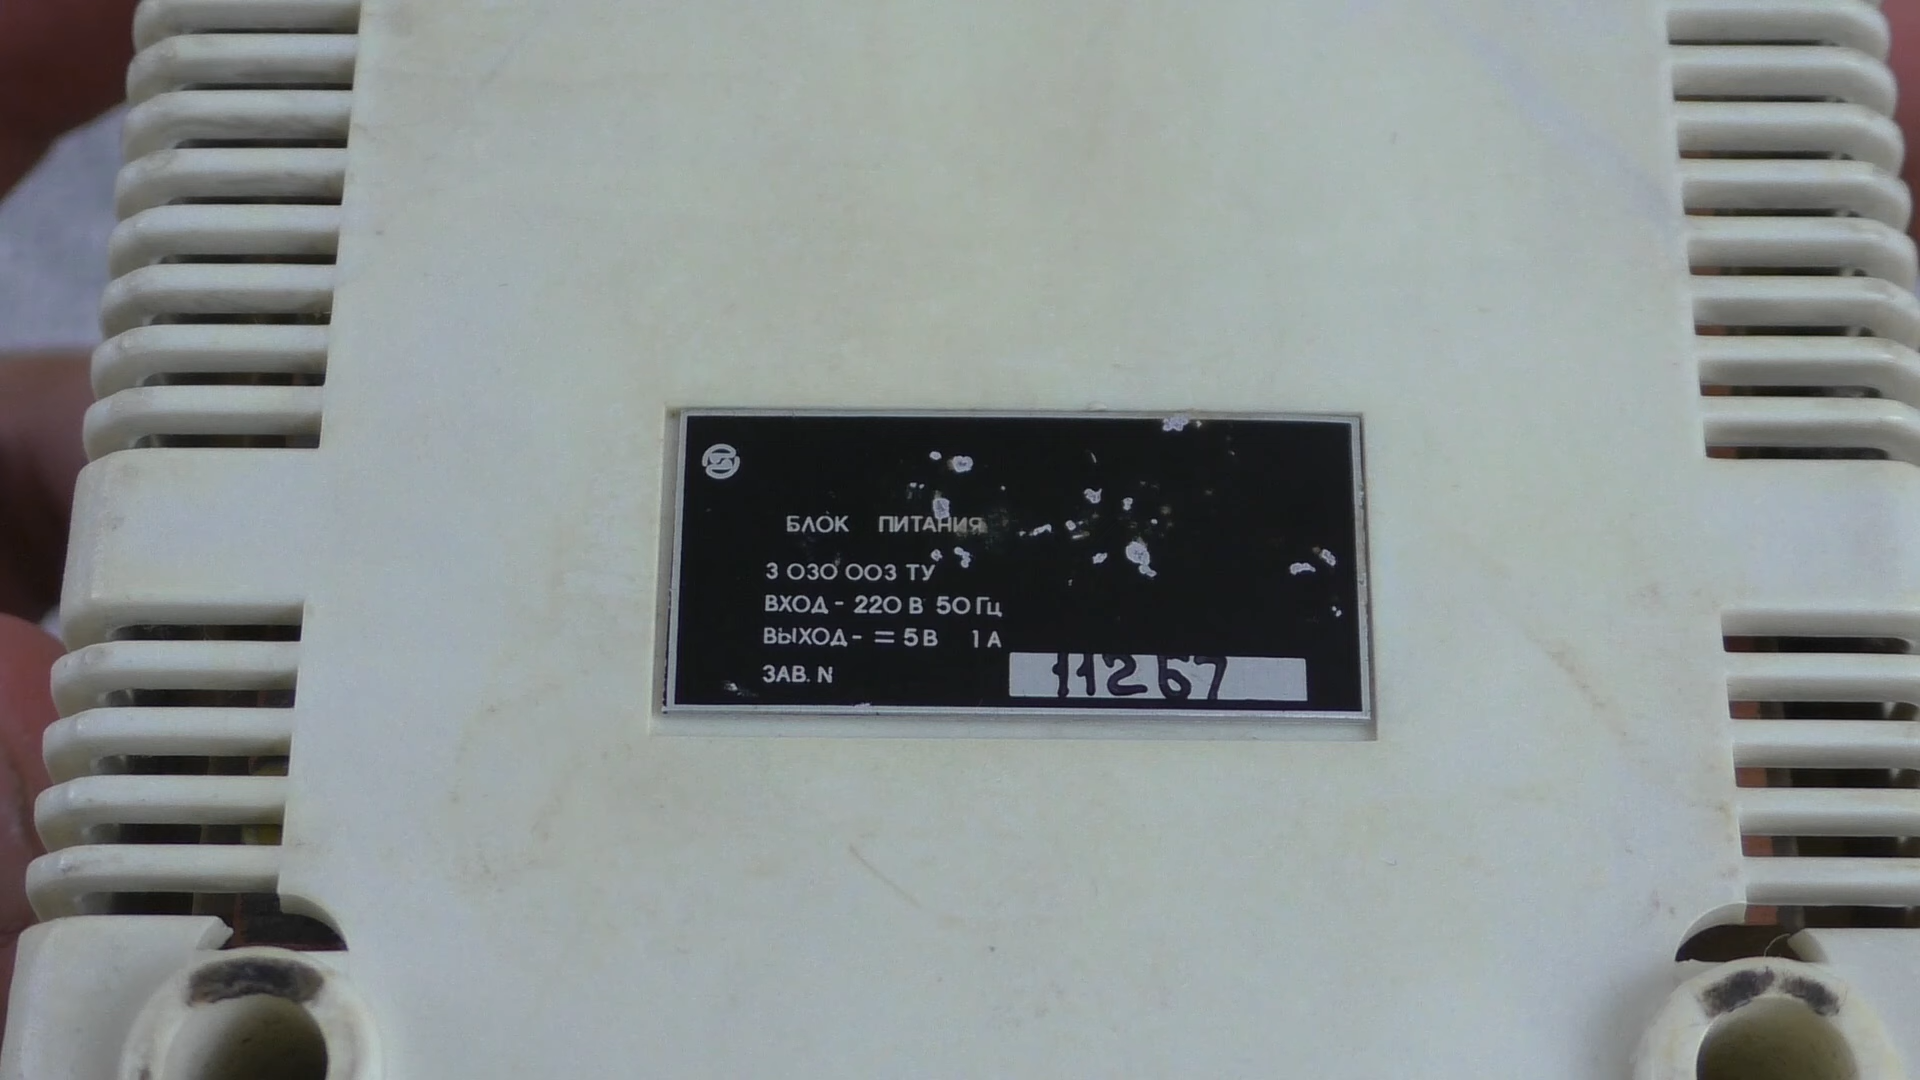 БЛОК ПИТАНИЯ
3 030 003 ТУ
ВХОД - 220 В 50 Гц
ВЫХОД - = 5 В 1 А
ЗАВ. N 11267